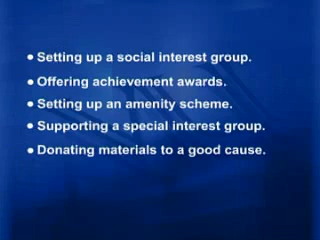 • Setting up a social interest group.
• Offering achievement awards.
• Setting up an amenity scheme.
• Supporting a special interest group.
• Donating materials to a good cause.